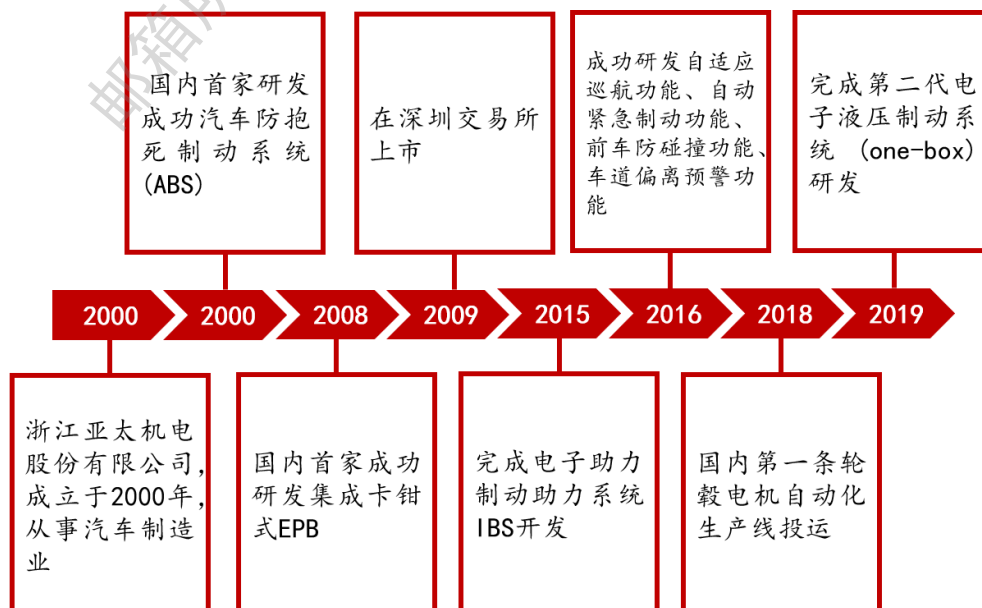 邮箱
国内首家研发
成功汽车防抱
死制动系统
(ABS)
在深圳交易所
上市
成功研发自适应
巡航功能、自动
紧急制动功能、
前车防碰撞功能、
车道偏离预警功
能
完成第二代电
子液压制动系
统 (one-box)
研发
2000
2000
2008
2009
2015
2016
2018
2019
浙江亚太机电
股份有限公司,
成立于2000年,
从事汽车制造
业
国内首家成功
研发集成卡钳
式EPB
完成电子助力
制动助力系统
IBS开发
国内第一条轮
毂电机自动化
生产线投运